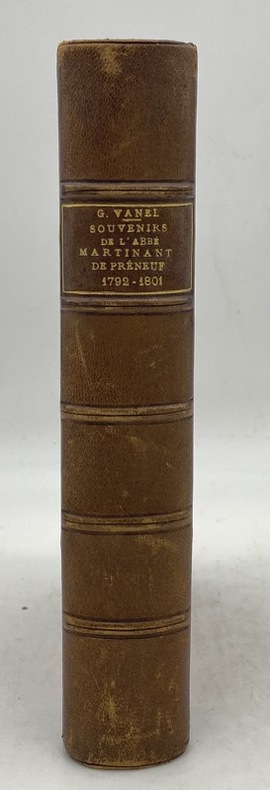 G. VANEL
SOUVENIRS
DE L'ABBÉ
MARTINANT
DE PRÉNEUF
1792-1801